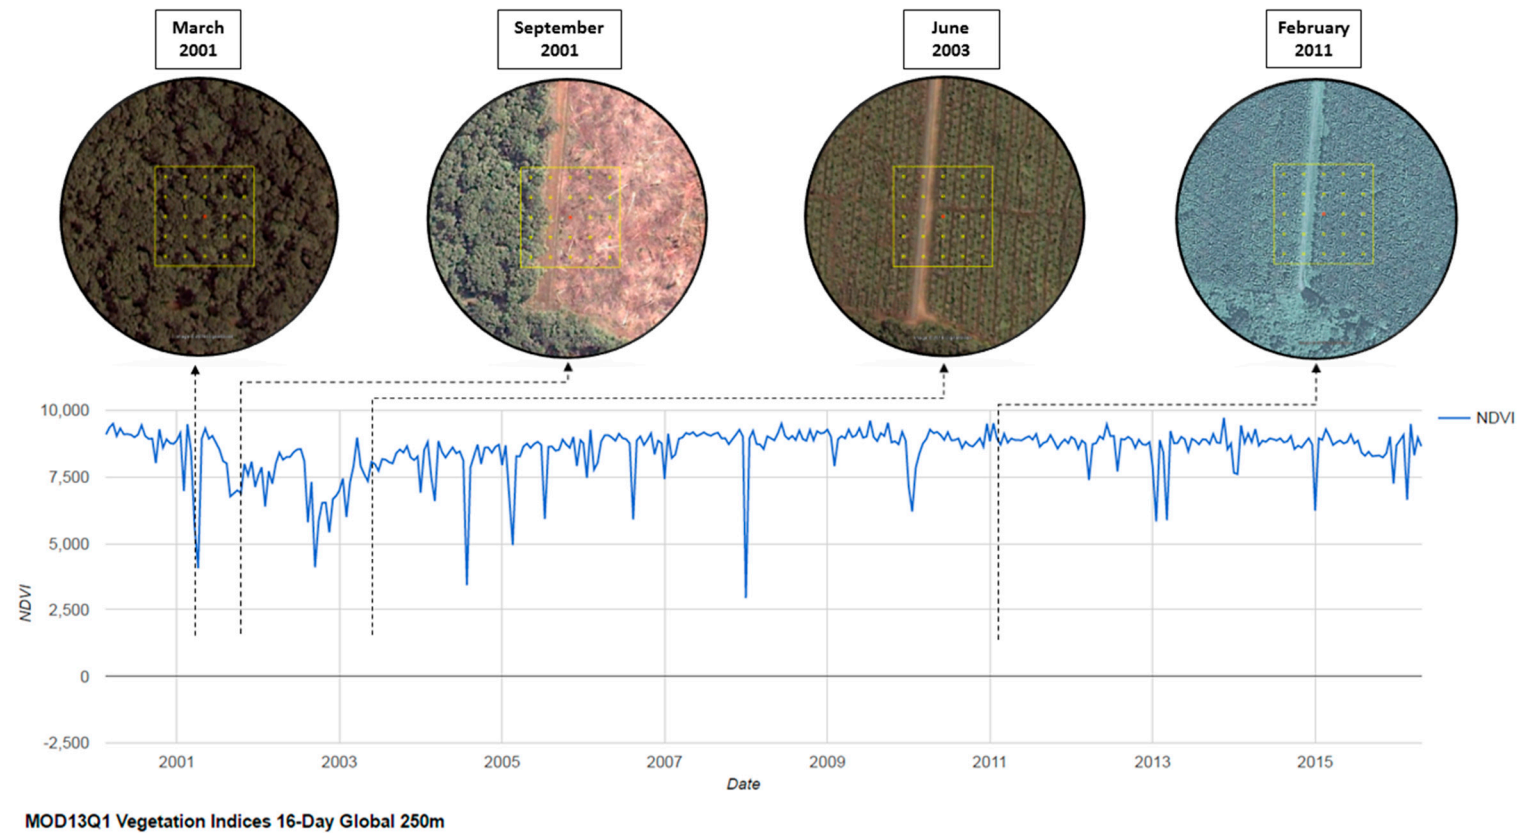 March
2001
September
2001
June
2003
February
2011
10,000
7,500
5,000
2,500
0
-2,500
NDVI
NDVI
2001
2003
2005
2007
2009
2011
2013
2015
Date
MOD13Q1 Vegetation Indices 16-Day Global 250m